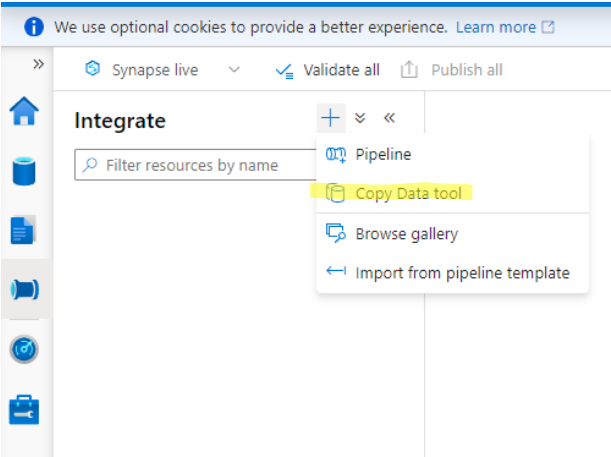 We use optional cookies to provide a better experience. Learn more
Synapse live Validate all Publish all
Integrate
Filter resources by name
Pipeline
Copy Data tool
Browse gallery
Import from pipeline template